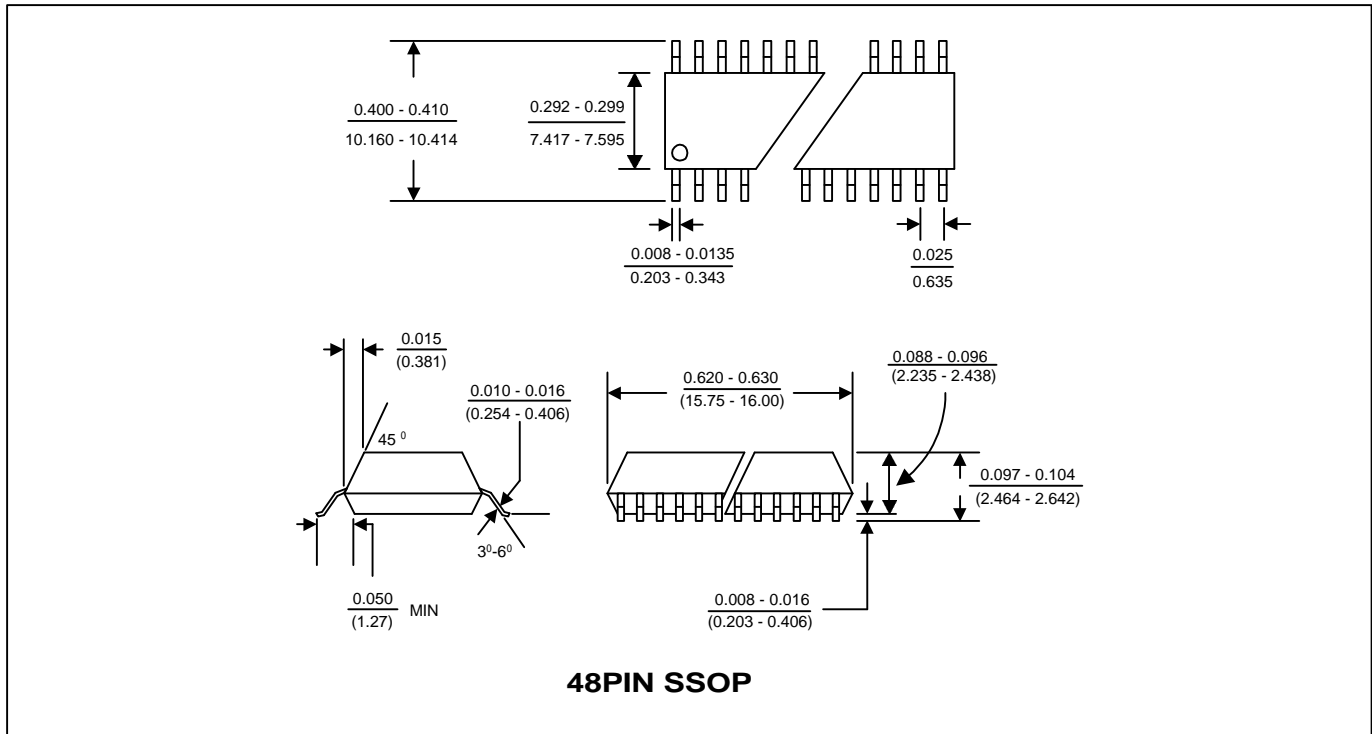 0.400 - 0.410
10.160 - 10.414
0.292 - 0.299
7.417 - 7.595
0.008 - 0.0135
0.203 - 0.343
0.025
0.635
0.015
(0.381)
0.010 - 0.016
(0.254 - 0.406)
45 ⁰
3⁰-6⁰
0.050
(1.27)
MIN
0.620 - 0.630
(15.75 - 16.00)
0.088 - 0.096
(2.235 - 2.438)
0.097 - 0.104
(2.464 - 2.642)
0.008 - 0.016
(0.203 - 0.406)
48PIN SSOP